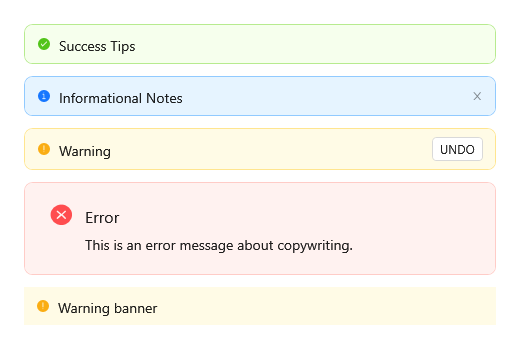 Success Tips
Informational Notes
Warning
UNDO
Error
This is an error message about copywriting.
Warning banner